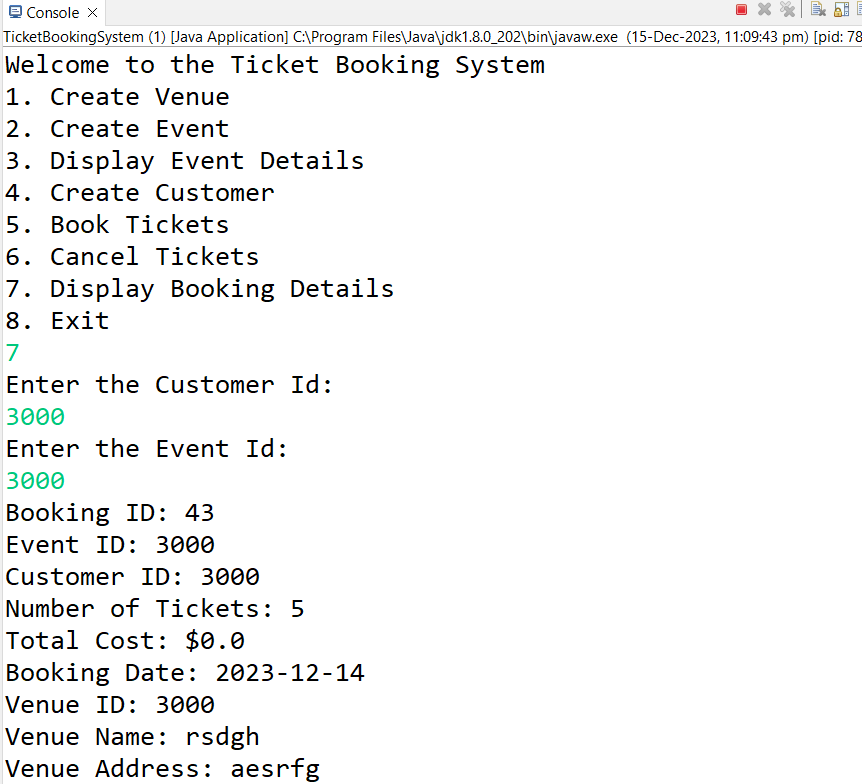 Console
TicketBookingSystem (1) [Java Application] C:\Program Files\Java\jdk1.8.0_202\bin\javaw.exe (15-Dec-2023, 11:09:43 pm) [pid: 78
Welcome to the Ticket Booking System
1. Create Venue
2. Create Event
3. Display Event Details
4. Create Customer
5. Book Tickets
6. Cancel Tickets
7. Display Booking Details
8. Exit
7
Enter the Customer Id:
3000
Enter the Event Id:
3000
Booking ID: 43
Event ID: 3000
Customer ID: 3000
Number of Tickets: 5
Total Cost: $0.0
Booking Date: 2023-12-14
Venue ID: 3000
Venue Name: rsdgh
Venue Address: aesrfg